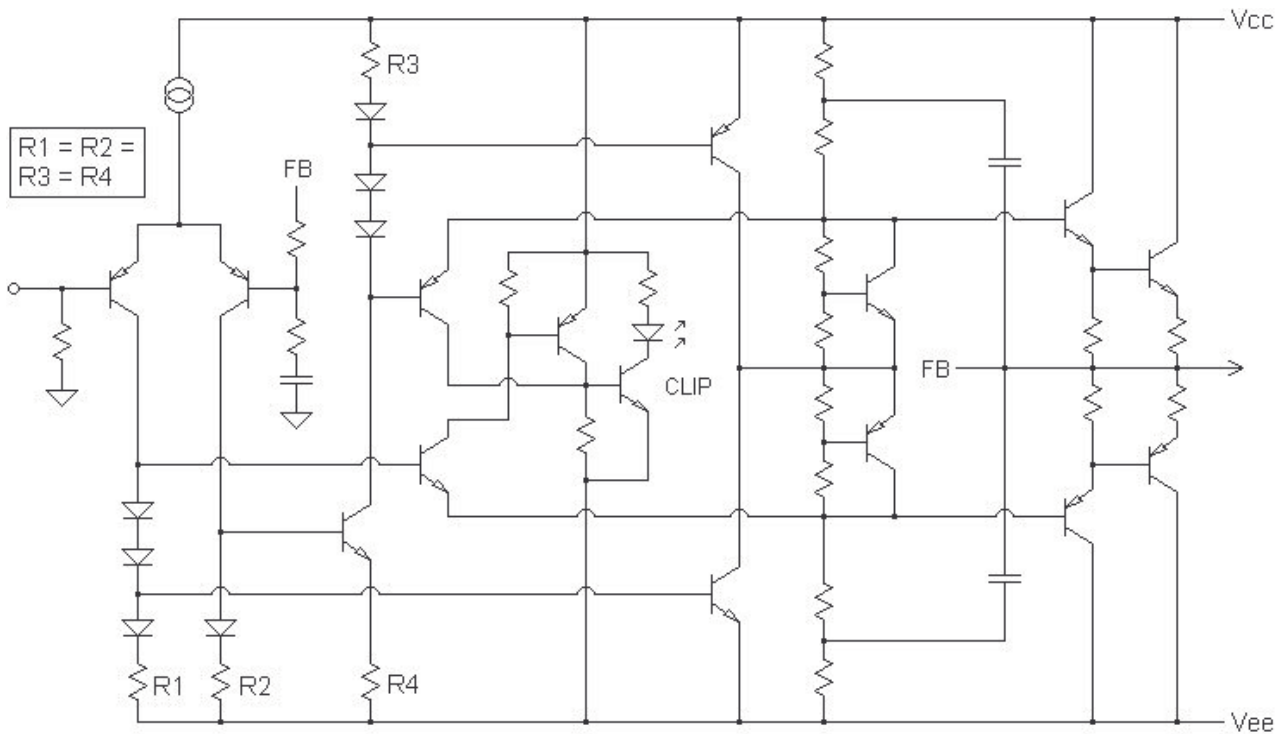 Vcc
R3
R1 = R2 =
R3 = R4
FB
FB
CLIP
R1
R2
R4
Vee